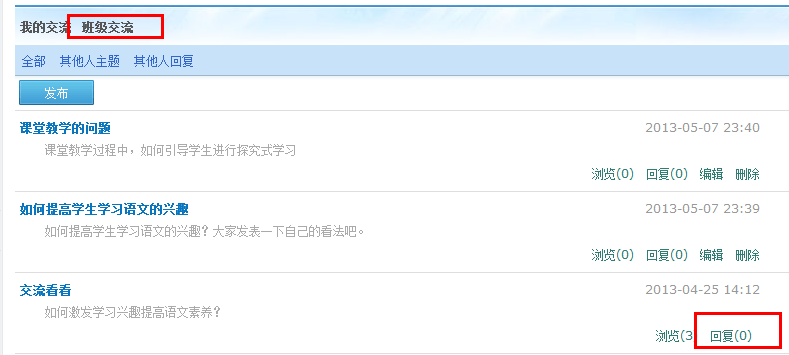 我的交流 班级交流
全部 其他人主题 其他人回复
发布
课堂教学的问题 2013-05-07 23:40
课堂教学过程中，如何引导学生进行探究式学习
浏览(0) 回复(0) 编辑 删除
如何提高学生学习语文的兴趣 2013-05-07 23:39
如何提高学生学习语文的兴趣？大家发表一下自己的看法吧。
浏览(0) 回复(0) 编辑 删除
交流看看 2013-04-25 14:12
如何激发学习兴趣提高语文素养？
浏览(3 回复(0)